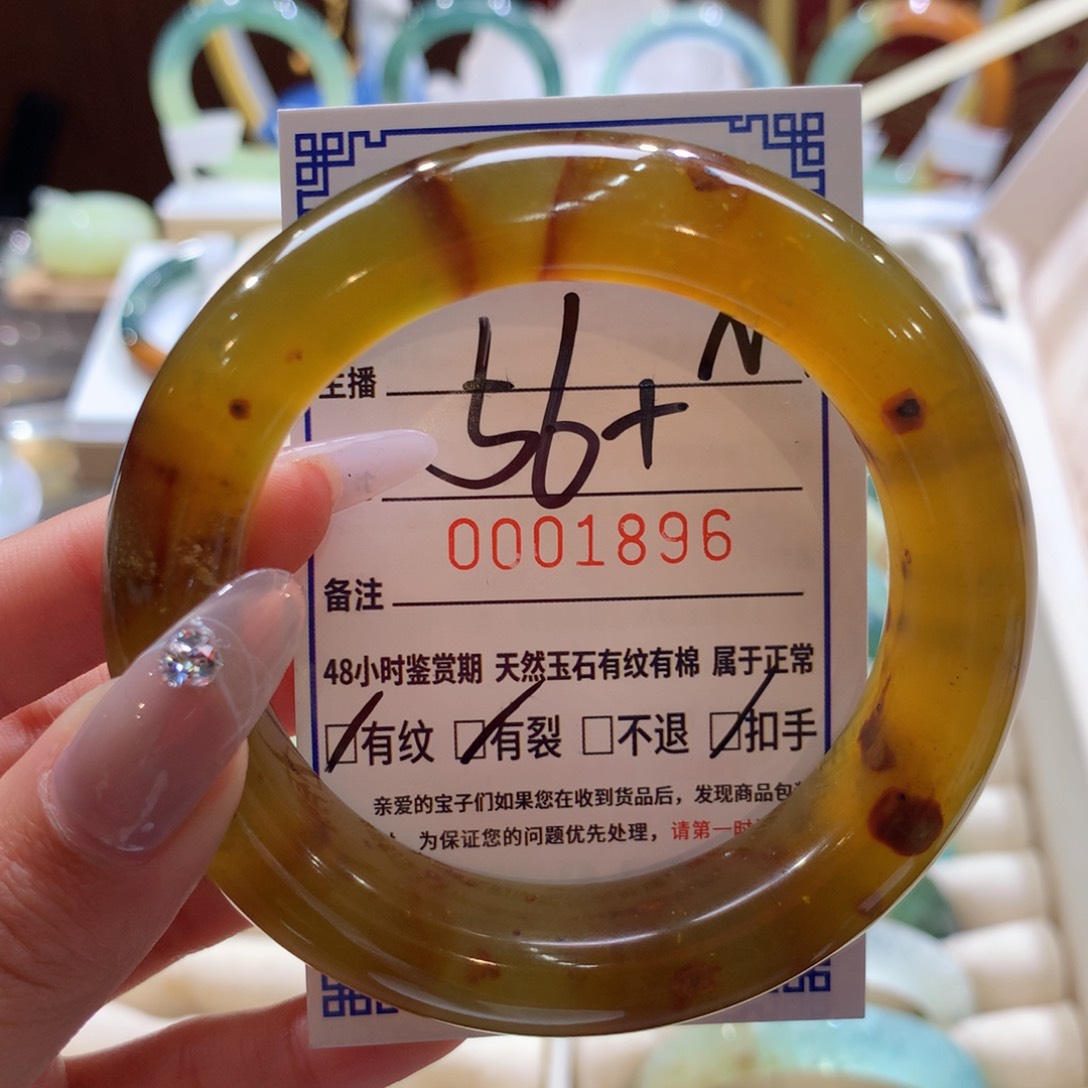 主播
N
56+
0001896
备注
48小时鉴赏期 天然玉石有纹有棉 属于正常
☐有纹 ☐有裂 ☐不退 ☐扣手
亲爱的宝子们如果您在收到货品后，发现商品包
为保证您的问题优先处理，请第一时